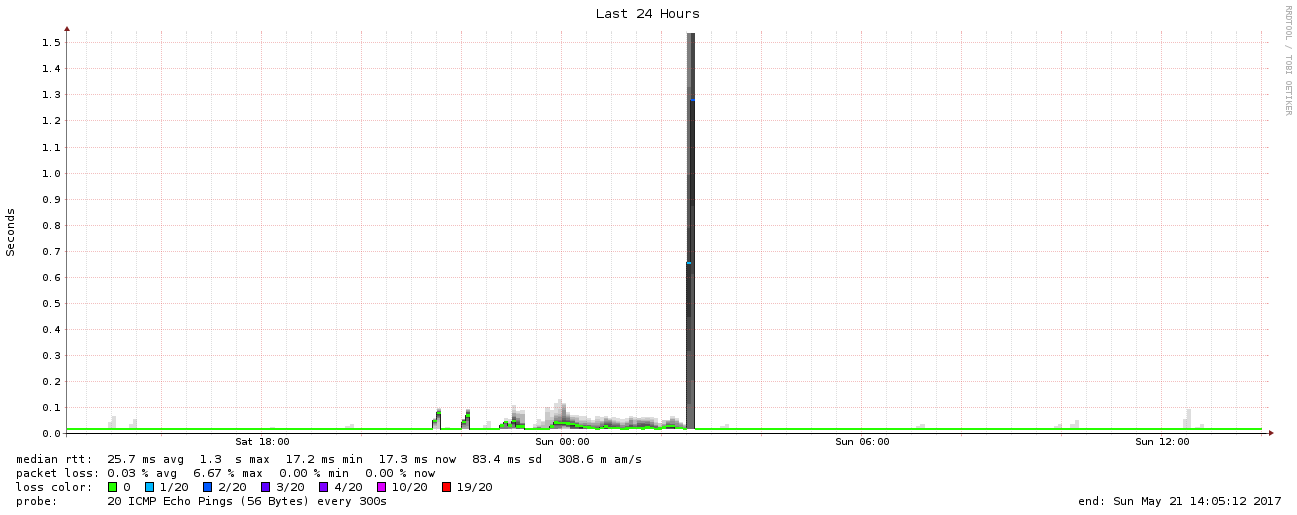 Last 24 Hours
RRDTOOL / TOBI OETIKER
Seconds
1.5
1.4
1.3
1.2
1.1
1.0
0.9
0.8
0.7
0.6
0.5
0.4
0.3
0.2
0.1
0.0
Sat 18:00 Sun 00:00 Sun 06:00 Sun 12:00
median rtt: 25.7 ms avg 1.3 s max 17.2 ms min 17.3 ms now 83.4 ms sd 308.6 m am/s
packet loss: 0.03 % avg 6.67 % max 0.00 % min 0.00 % now
loss color: 0 1/20 2/20 3/20 4/20 10/20 19/20
probe: 20 ICMP Echo Pings (56 Bytes) every 300s end: Sun May 21 14:05:12 2017